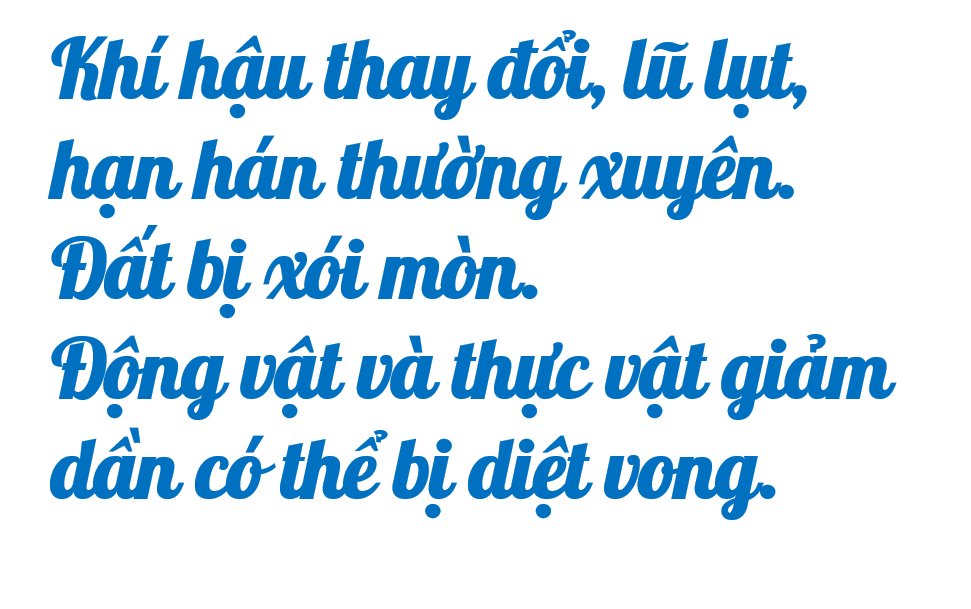 Khí hậu thay đổi, lũ lụt,
hạn hán thường xuyên.
Đất bị xói mòn.
Động vật và thực vật giảm
dần có thể bị diệt vong.